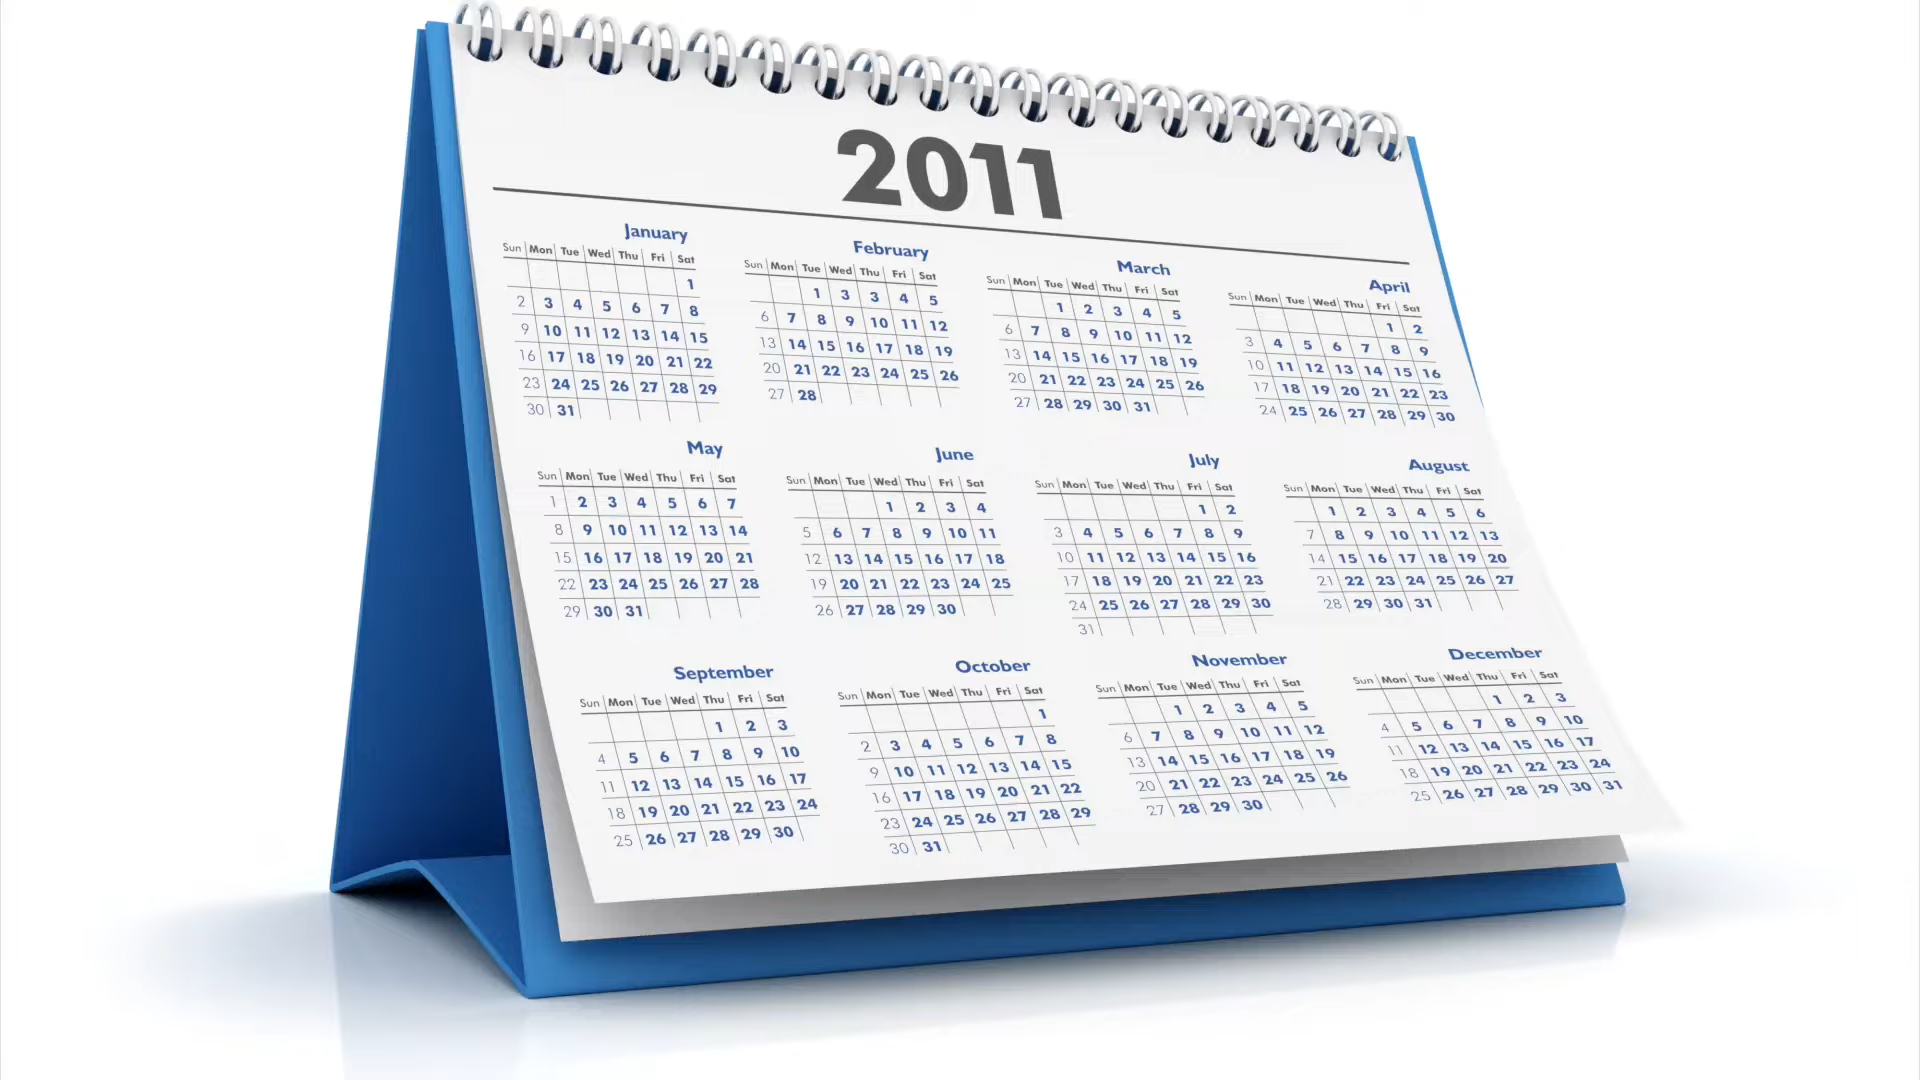 2011
January
Sun Mon Tue Wed Thu Fri Sat
1
2 3 4 5 6 7 8
9 10 11 12 13 14 15
16 17 18 19 20 21 22
23 24 25 26 27 28 29
30 31
February
Sun Mon Tue Wed Thu Fri Sat
1 3 3 4 5
6 7 8 9 10 11 12
13 14 15 16 17 18 19
20 21 22 23 24 25 26
27 28
March
Sun Mon Tue Wed Thu Fri Sat
1 2 3 4 5
6 7 8 9 10 11 12
13 14 15 16 17 18 19
20 21 22 23 24 25 26
27 28 29 30 31
April
Sun Mon Tue Wed Thu Fri Sat
1 2
3 4 5 6 7 8 9
10 11 12 13 14 15 16
17 18 19 20 21 22 23
24 25 26 27 28 29 30
May
Sun Mon Tue Wed Thu Fri Sat
1 2 3 4 5 6 7
8 9 10 11 12 13 14
15 16 17 18 19 20 21
22 23 24 25 26 27 28
29 30 31
June
Sun Mon Tue Wed Thu Fri Sat
1 2 3 4
5 6 7 8 9 10 11
12 13 14 15 16 17 18
19 20 21 22 23 24 25
26 27 28 29 30
July
Sun Mon Tue Wed Thu Fri Sat
1 2
3 4 5 6 7 8 9
10 11 12 13 14 15 16
17 18 19 20 21 22 23
24 25 26 27 28 29 30
31
August
Sun Mon Tue Wed Thu Fri Sat
1 2 3 4 5 6
7 8 9 10 11 12 13
14 15 16 17 18 19 20
21 22 23 24 25 26 27
28 29 30 31
September
Sun Mon Tue Wed Thu Fri Sat
1 2 3
4 5 6 7 8 9 10
11 12 13 14 15 16 17
18 19 20 21 22 23 24
25 26 27 28 29 30
October
Sun Mon Tue Wed Thu Fri Sat
1
2 3 4 5 6 7 8
9 10 11 12 13 14 15
16 17 18 19 20 21 22
23 24 25 26 27 28 29
30 31
November
Sun Mon Tue Wed Thu Fri Sat
1 2 3 4 5
6 7 8 9 10 11 12
13 14 15 16 17 18 19
20 21 22 23 24 25 26
27 28 29 30
December
Sun Mon Tue Wed Thu Fri Sat
1 2 3
4 5 6 7 8 9 10
11 12 13 14 15 16 17
18 19 20 21 22 23 24
25 26 27 28 29 30 31